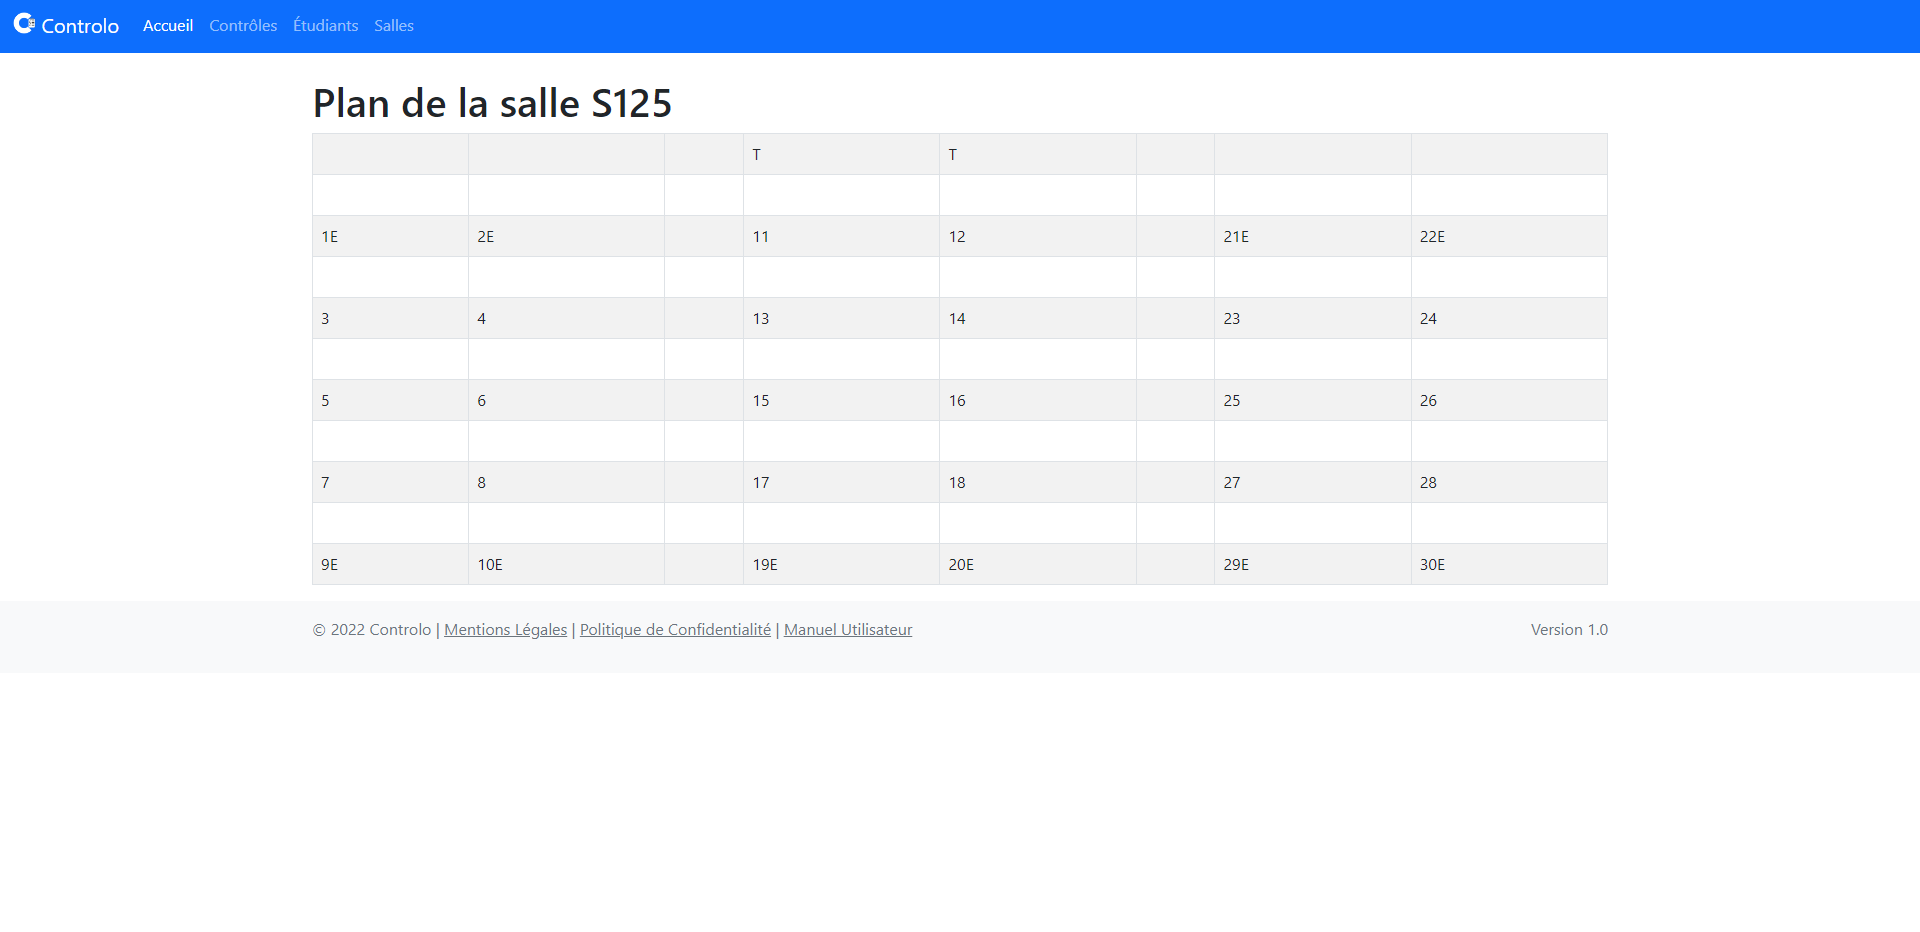 Controlo Accueil Contrôles Étudiants Salles
Plan de la salle S125
T T
1E 2E 11 12 21E 22E
3 4 13 14 23 24
5 6 15 16 25 26
7 8 17 18 27 28
9E 10E 19E 20E 29E 30E
© 2022 Controlo | Mentions Légales | Politique de Confidentialité | Manuel Utilisateur Version 1.0